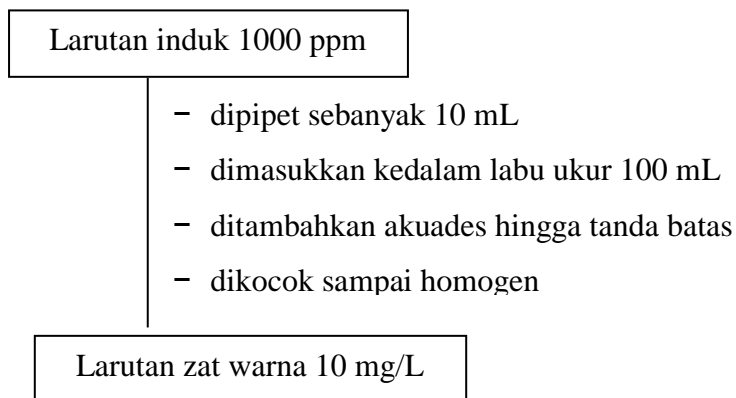 Larutan induk 1000 ppm
− dipipet sebanyak 10 mL
− dimasukkan kedalam labu ukur 100 mL
− ditambahkan akuades hingga tanda batas
− dikocok sampai homogen
Larutan zat warna 10 mg/L